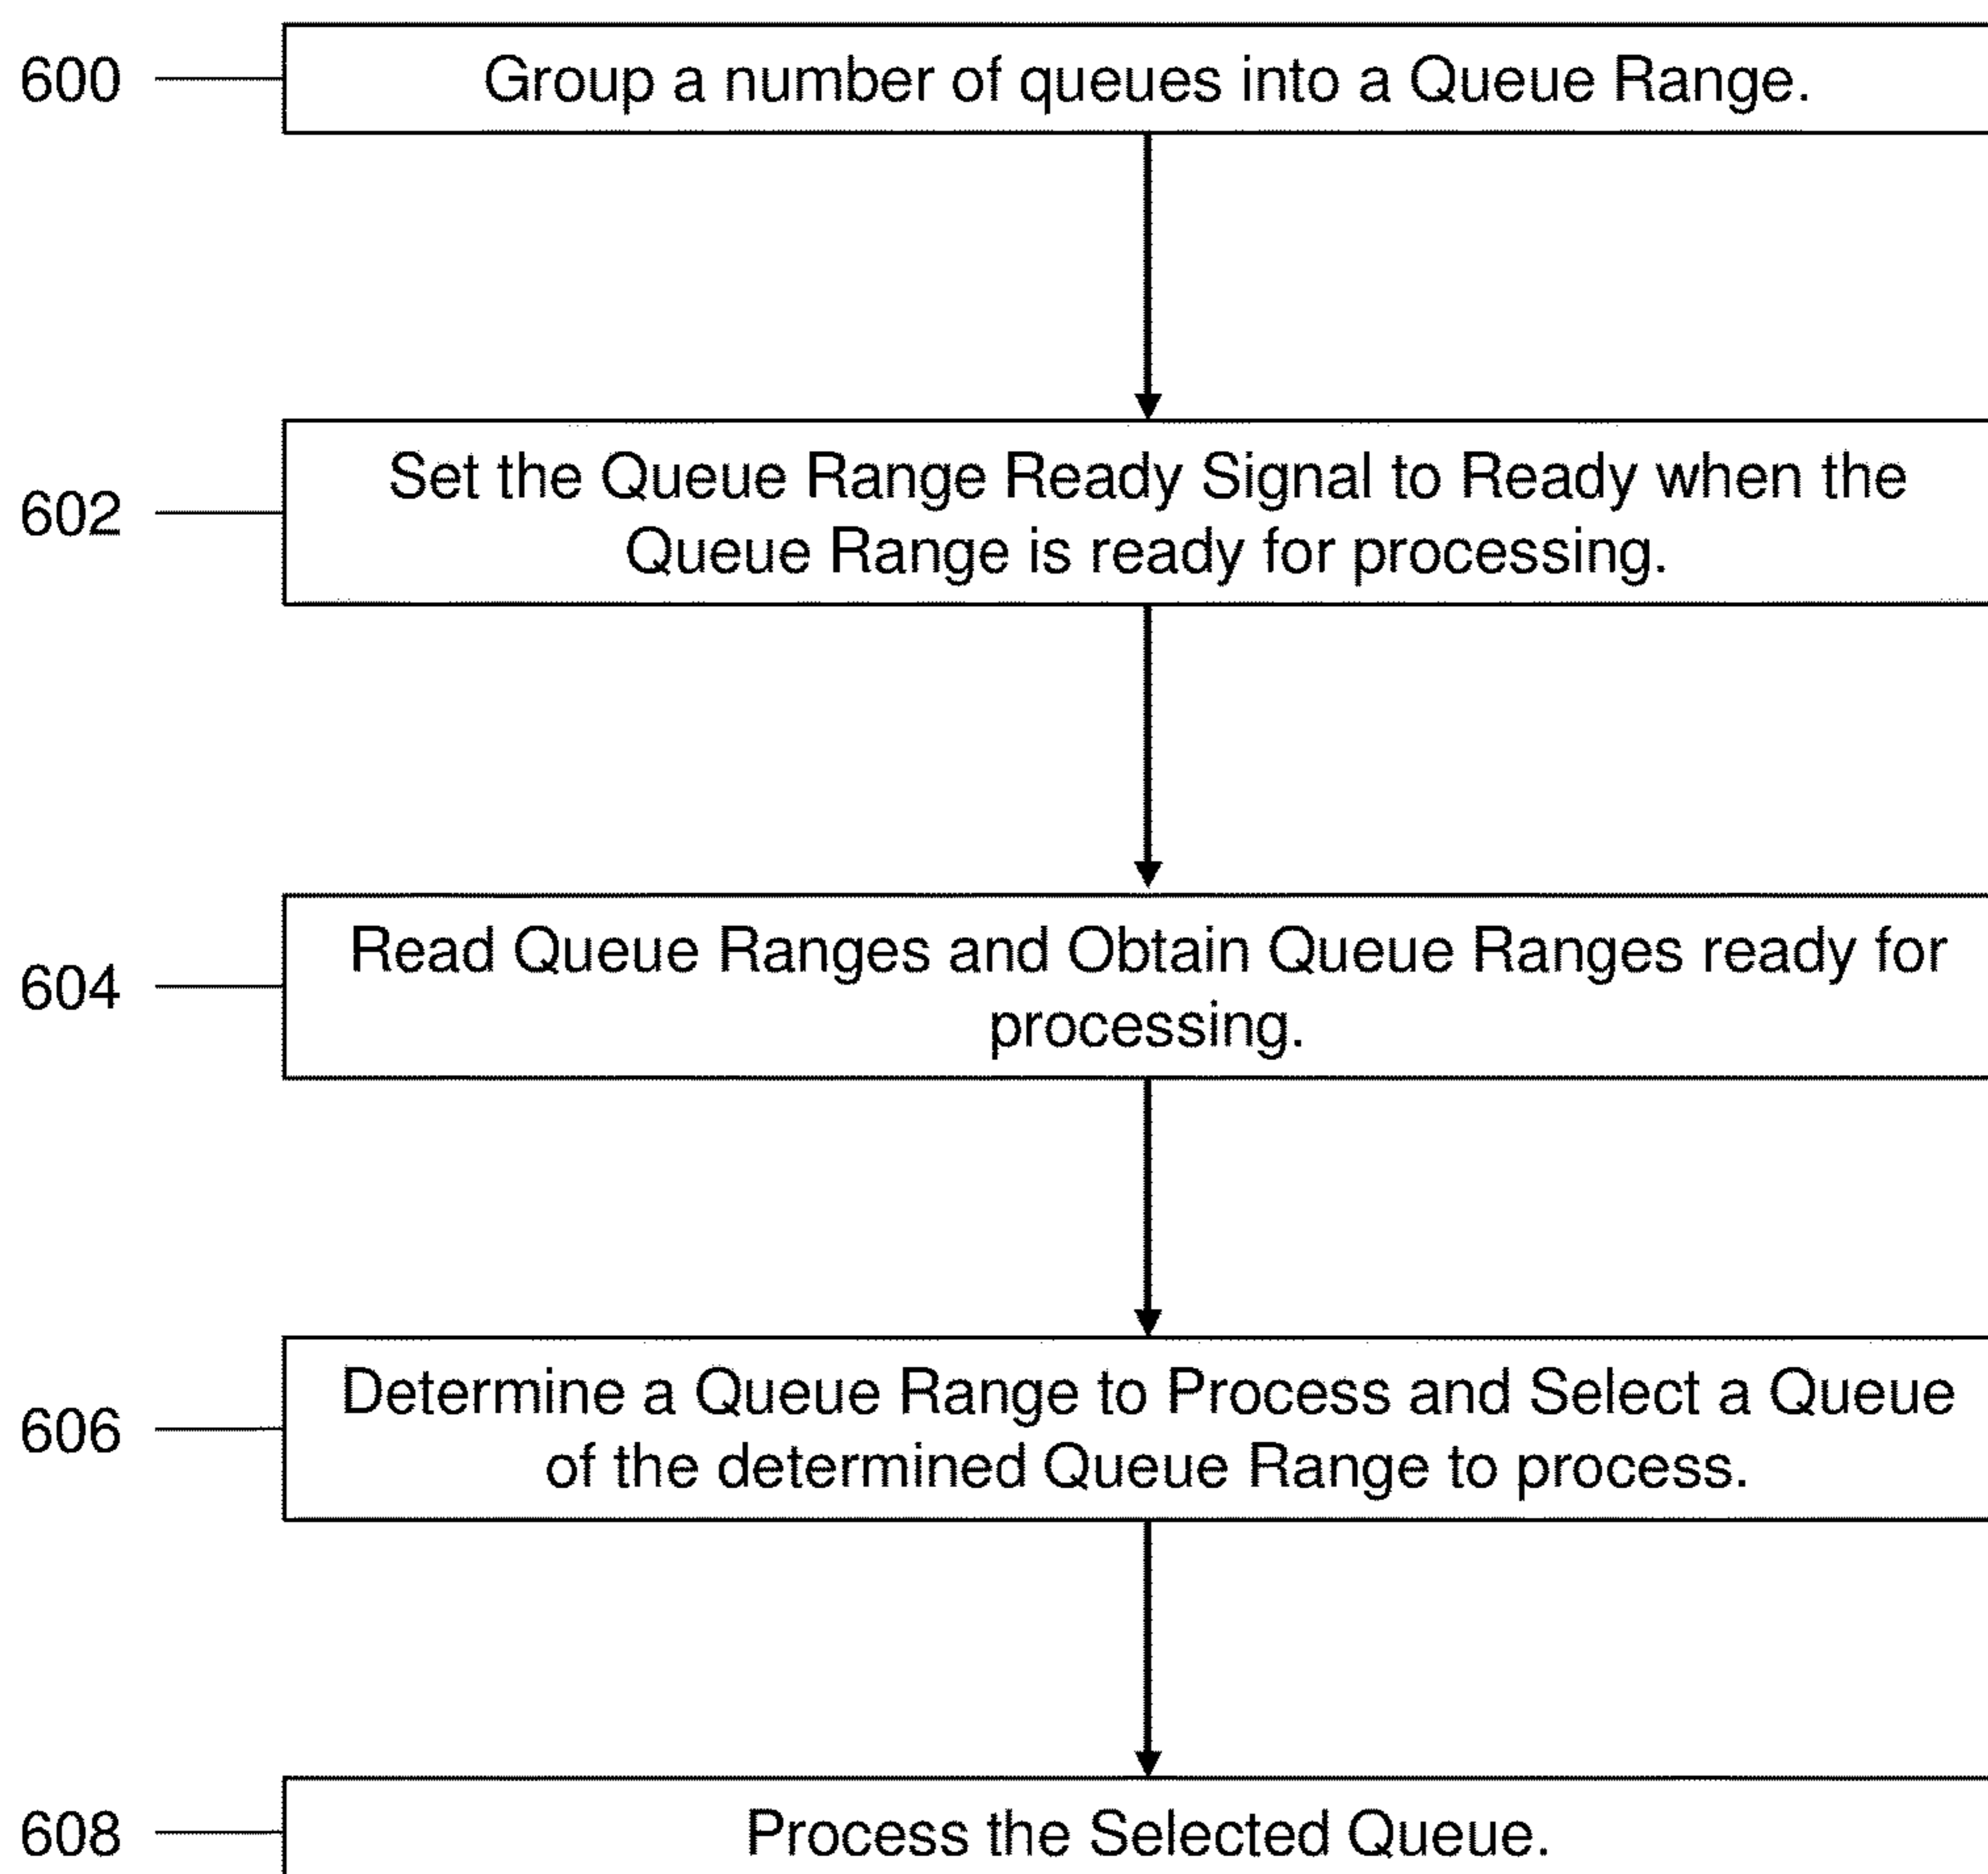 600 Group a number of queues into a Queue Range.
602 Set the Queue Range Ready Signal to Ready when the
Queue Range is ready for processing.
604 Read Queue Ranges and Obtain Queue Ranges ready for
processing.
606 Determine a Queue Range to Process and Select a Queue
of the determined Queue Range to process.
608 Process the Selected Queue.